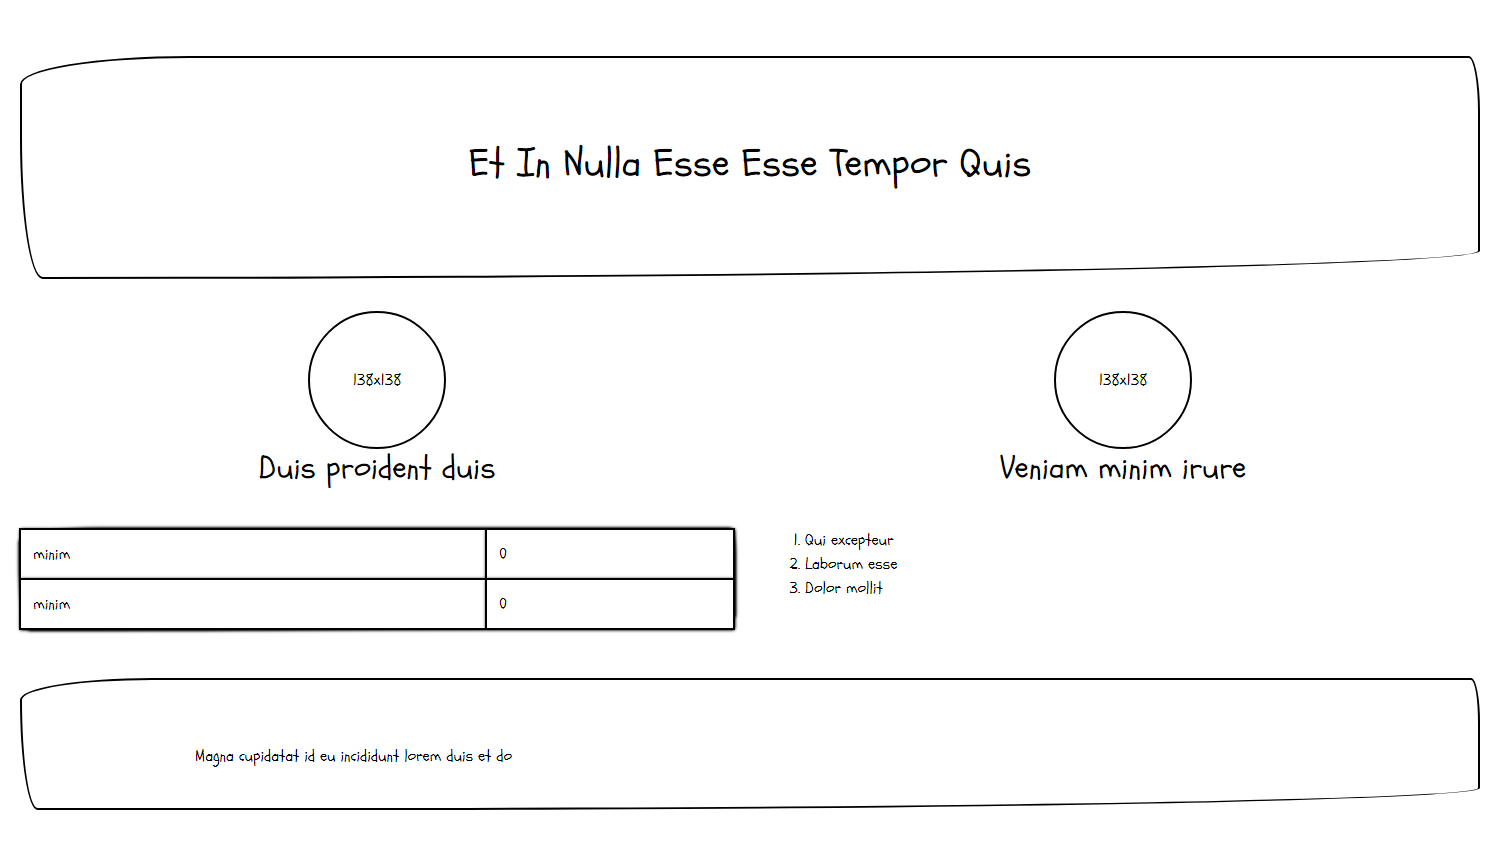 Et In Nulla Esse Esse Tempor Quis
138x138
138x138
Duis proident duis
Veniam minim irure
minim 0
minim 0
1. Qui excepteur
2. Laborum esse
3. Dolor mollit
Magna cupidatat id eu incididunt lorem duis et do